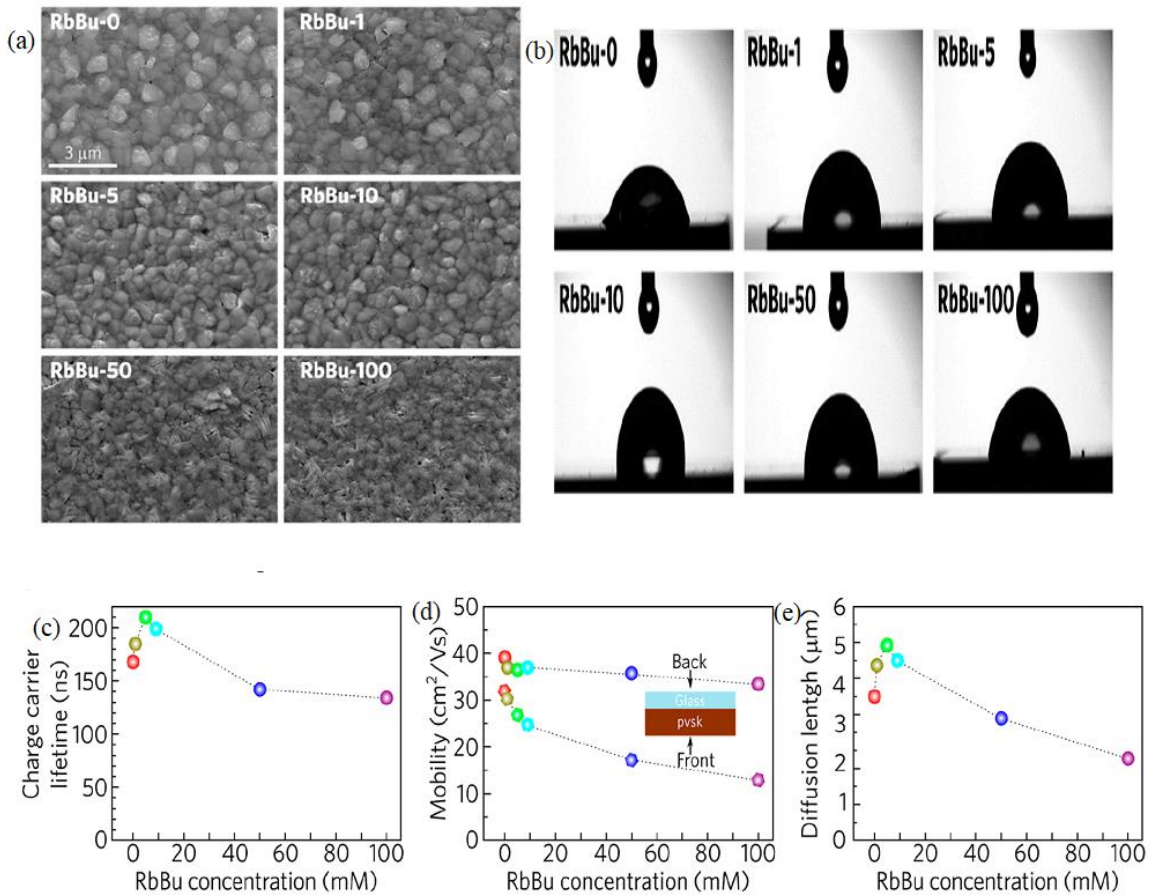 (a)
RbBu-0
RbBu-1
3 μm
RbBu-5
RbBu-10
RbBu-50
RbBu-100
(b)
RbBu-0
RbBu-1
RbBu-5
RbBu-10
RbBu-50
RbBu-100
(c)
Charge carrier
lifetime (ns)
200
150
100
50
0
0 20 40 60 80 100
RbBu concentration (mM)
(d)
Mobility (cm²/Vs)
50
40
30
20
10
0
Back
Glass
pvsk
Front
0 20 40 60 80 100
RbBu concentration (mM)
(e)
Diffusion lentgh (μm)
6
5
4
3
2
1
0
0 20 40 60 80 100
RbBu concentration (mM)